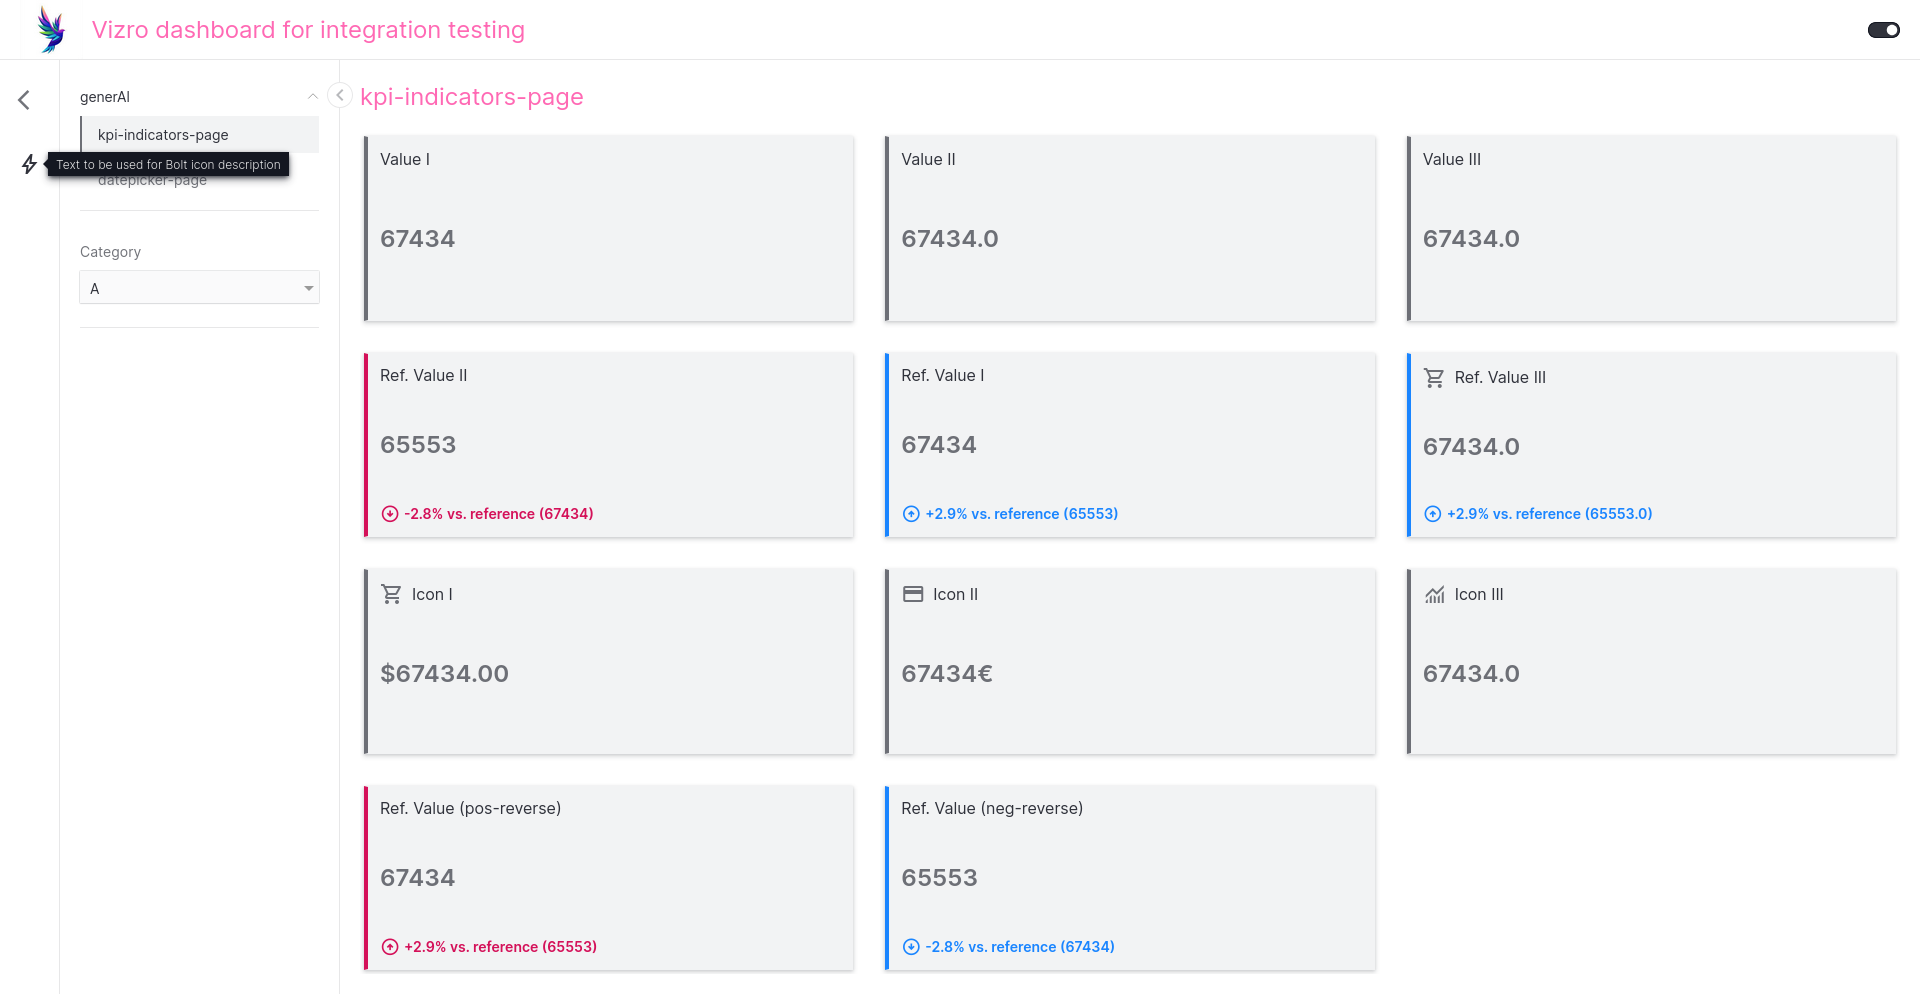 Vizro dashboard for integration testing
generAI
kpi-indicators-page
Text to be used for Bolt icon description
datepicker-page
Category
A
kpi-indicators-page
Value I
67434
Value II
67434.0
Value III
67434.0
Ref. Value II
65553
-2.8% vs. reference (67434)
Ref. Value I
67434
+2.9% vs. reference (65553)
Ref. Value III
67434.0
+2.9% vs. reference (65553.0)
Icon I
$67434.00
Icon II
67434€
Icon III
67434.0
Ref. Value (pos-reverse)
67434
+2.9% vs. reference (65553)
Ref. Value (neg-reverse)
65553
-2.8% vs. reference (67434)